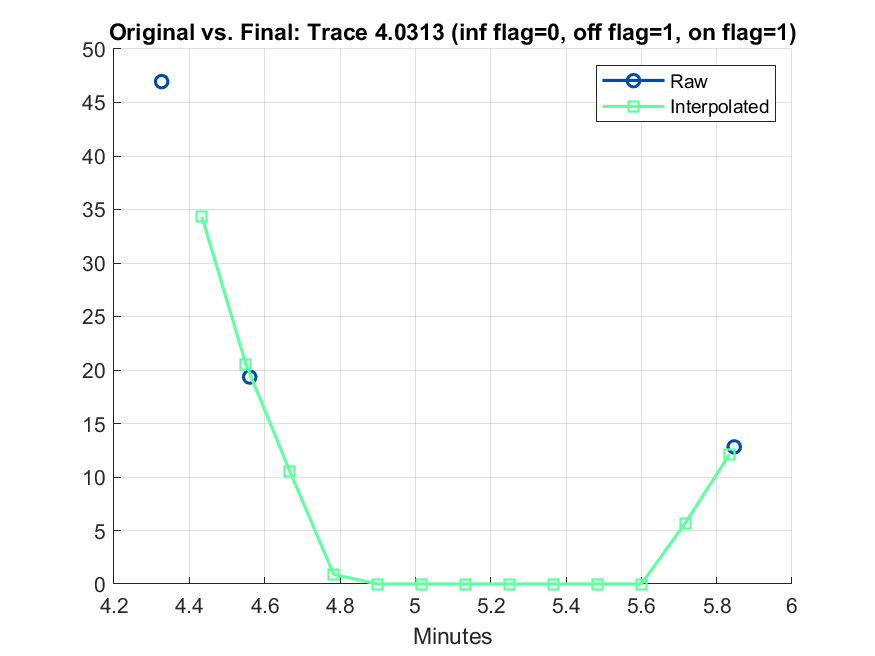 Original vs. Final: Trace 4.0313 (inf flag=0, off flag=1, on flag=1)
50
45
40
35
30
25
20
15
10
5
0
Raw
Interpolated
4.2 4.4 4.6 4.8 5 5.2 5.4 5.6 5.8 6
Minutes